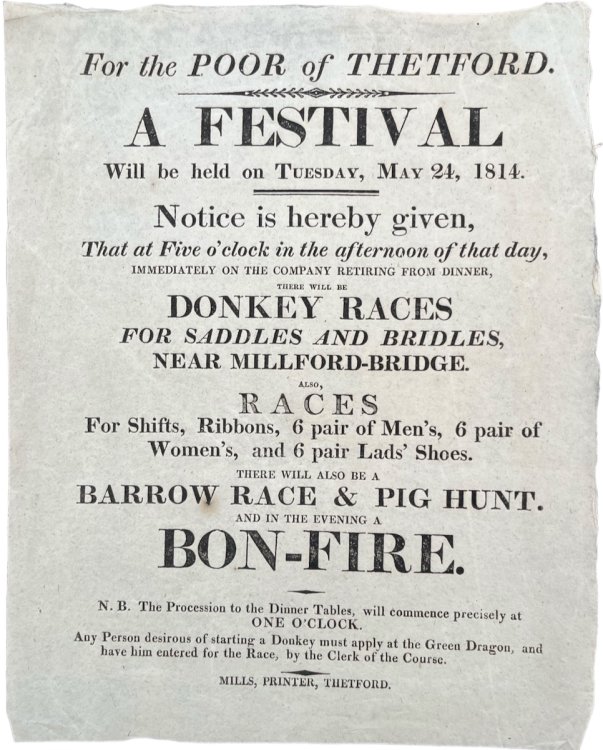 For the POOR of THETFORD.
A FESTIVAL
Will be held on TUESDAY, MAY 24, 1814.
Notice is hereby given,
That at Five o'clock in the afternoon of that day,
IMMEDIATELY ON THE COMPANY RETIRING FROM DINNER,
THERE WILL BE
DONKEY RACES
FOR SADDLES AND BRIDLES,
NEAR MILLFORD-BRIDGE.
ALSO,
RACES
For Shifts, Ribbons, 6 pair of Men's, 6 pair of
Women's, and 6 pair Lads' Shoes.
THERE WILL ALSO BE A
BARROW RACE & PIG HUNT.
AND IN THE EVENING A
BON-FIRE.
N. B. The Procession to the Dinner Tables, will commence precisely at
ONE O'CLOCK.
Any Person desirous of starting a Donkey must apply at the Green Dragon, and
have him entered for the Race, by the Clerk of the Course.
MILLS, PRINTER, THETFORD.